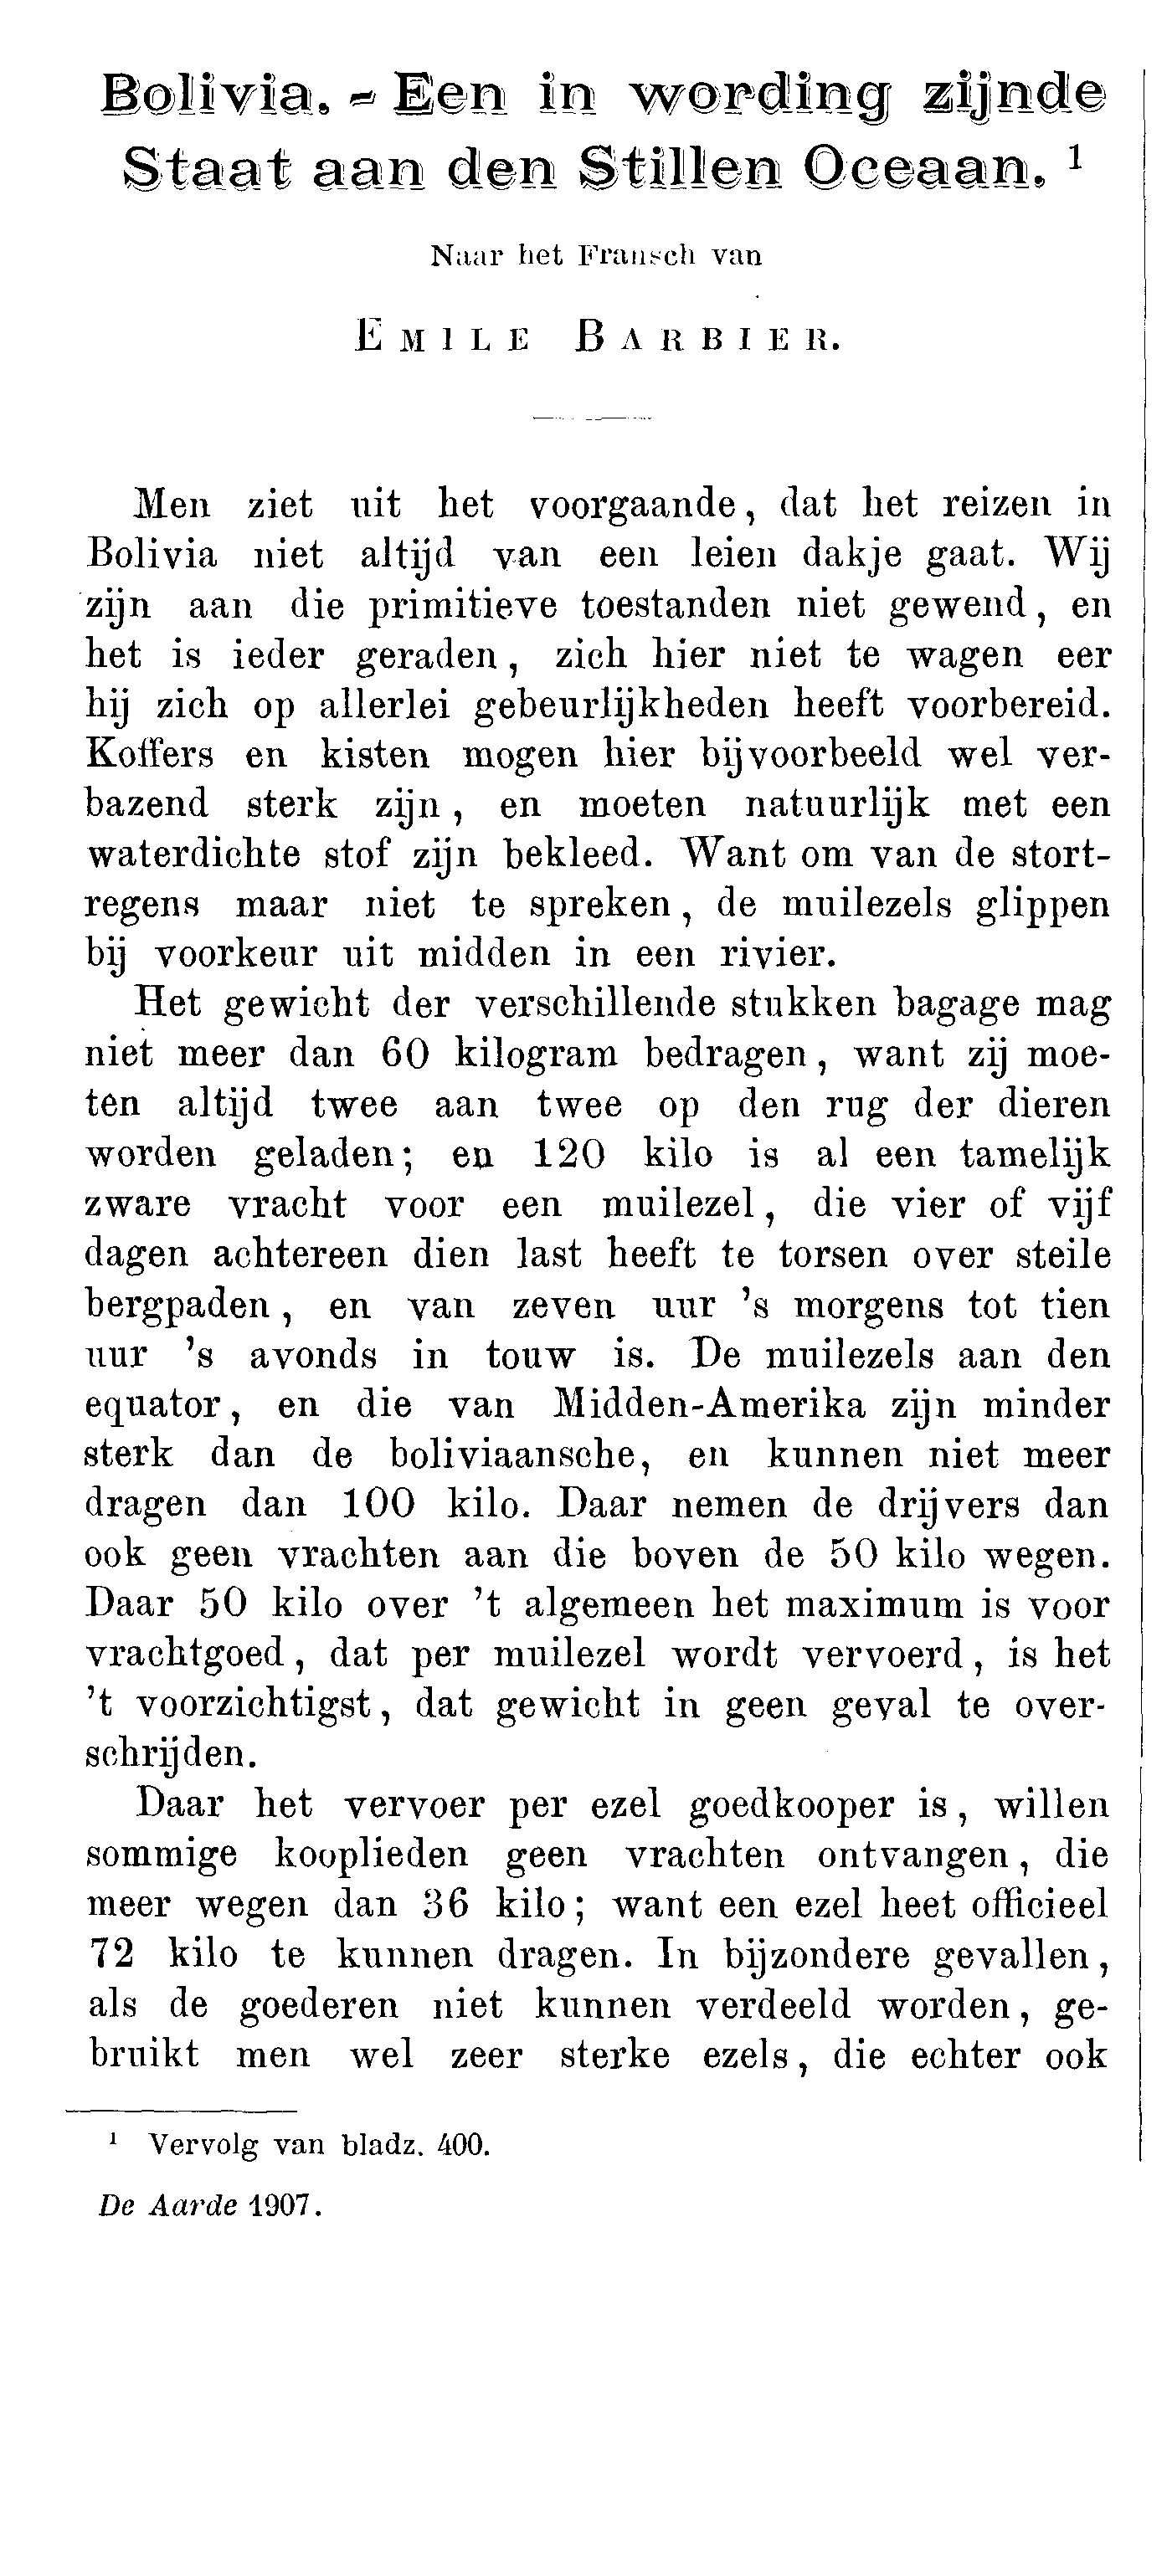 Bolivia. - Een in wording zijnde
Staat aan den Stillen Oceaan. ¹
Naar het Fransch van
EMILE BARBIER.
Men ziet uit het voorgaande, dat het reizen in
Bolivia niet altijd van een leien dakje gaat. Wij
zijn aan die primitieve toestanden niet gewend, en
het is ieder geraden, zich hier niet te wagen eer
hij zich op allerlei gebeurlijkheden heeft voorbereid.
Koffers en kisten mogen hier bijvoorbeeld wel ver-
bazend sterk zijn, en moeten natuurlijk met een
waterdichte stof zijn bekleed. Want om van de stort-
regens maar niet te spreken, de muilezels glippen
bij voorkeur uit midden in een rivier.
Het gewicht der verschillende stukken bagage mag
niet meer dan 60 kilogram bedragen, want zij moe-
ten altijd twee aan twee op den rug der dieren
worden geladen; en 120 kilo is al een tamelijk
zware vracht voor een muilezel, die vier of vijf
dagen achtereen dien last heeft te torsen over steile
bergpaden, en van zeven uur 's morgens tot tien
uur 's avonds in touw is. De muilezels aan den
equator, en die van Midden-Amerika zijn minder
sterk dan de boliviaansche, en kunnen niet meer
dragen dan 100 kilo. Daar nemen de drijvers dan
ook geen vrachten aan die boven de 50 kilo wegen.
Daar 50 kilo over 't algemeen het maximum is voor
vrachtgoed, dat per muilezel wordt vervoerd, is het
't voorzichtigst, dat gewicht in geen geval te over-
schrijden.
Daar het vervoer per ezel goedkooper is, willen
sommige kooplieden geen vrachten ontvangen, die
meer wegen dan 36 kilo; want een ezel heet officieel
72 kilo te kunnen dragen. In bijzondere gevallen,
als de goederen niet kunnen verdeeld worden, ge-
bruikt men wel zeer sterke ezels, die echter ook
¹ Vervolg van bladz. 400.
De Aarde 1907.